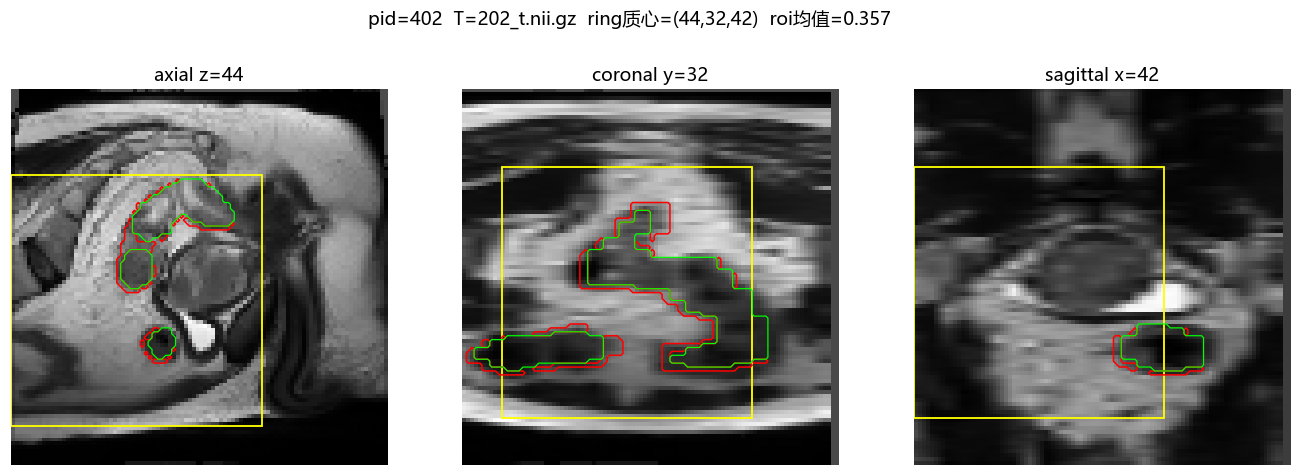 pid=402  T=202_t.nii.gz  ring质心=(44,32,42)  roi均值=0.357
axial z=44
coronal y=32
sagittal x=42